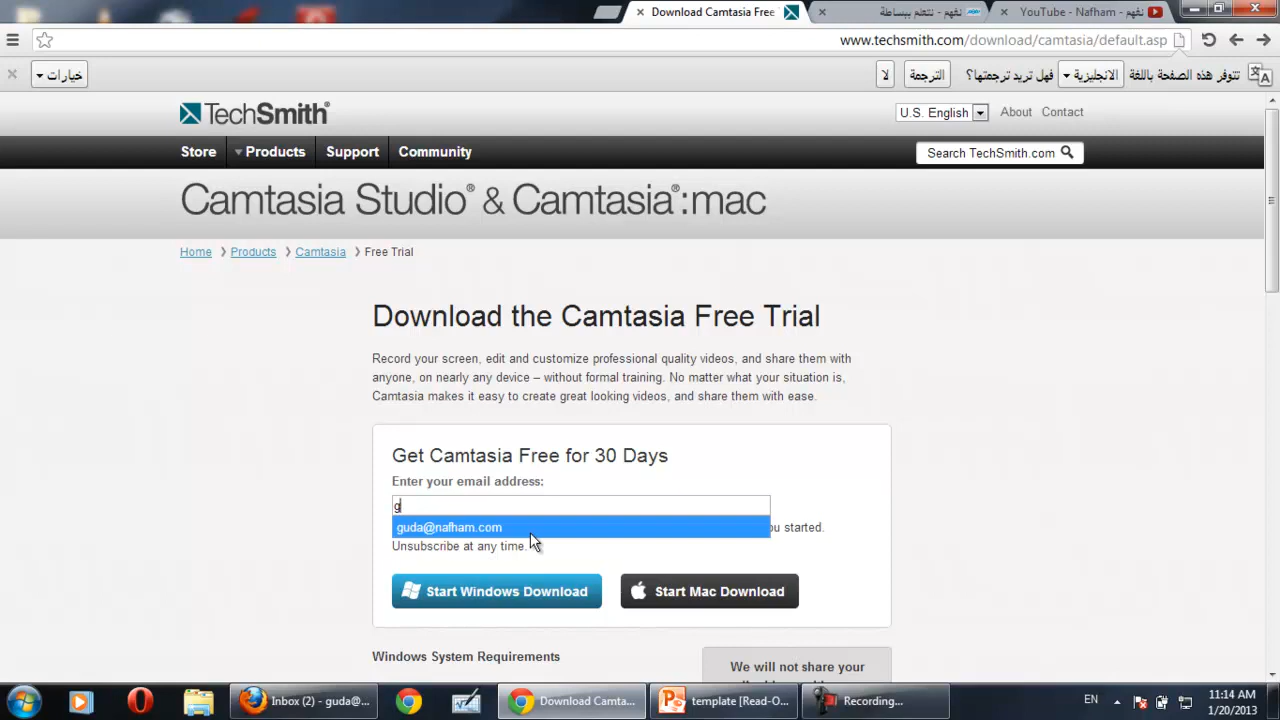 Download Camtasia Free
نفهم - نتعلم ببساطة
نفهم - YouTube - Nafham
www.techsmith.com/download/camtasia/default.asp
تتوفر هذه الصفحة باللغة الانجليزية فهل تريد ترجمتها؟ الترجمة لا خيارات
TechSmith®
U.S. English About Contact
Store Products Support Community
Search TechSmith.com
Camtasia Studio® & Camtasia®:mac
Home Products Camtasia Free Trial
Download the Camtasia Free Trial
Record your screen, edit and customize professional quality videos, and share them with
anyone, on nearly any device – without formal training. No matter what your situation is,
Camtasia makes it easy to create great looking videos, and share them with ease.
Get Camtasia Free for 30 Days
Enter your email address:
g
guda@nafham.com
you started.
Unsubscribe at any time.
Start Windows Download Start Mac Download
Windows System Requirements
We will not share your
Inbox (2) - guda@...
Download Camta...
template [Read-O...
Recording...
EN
11:14 AM
1/20/2013